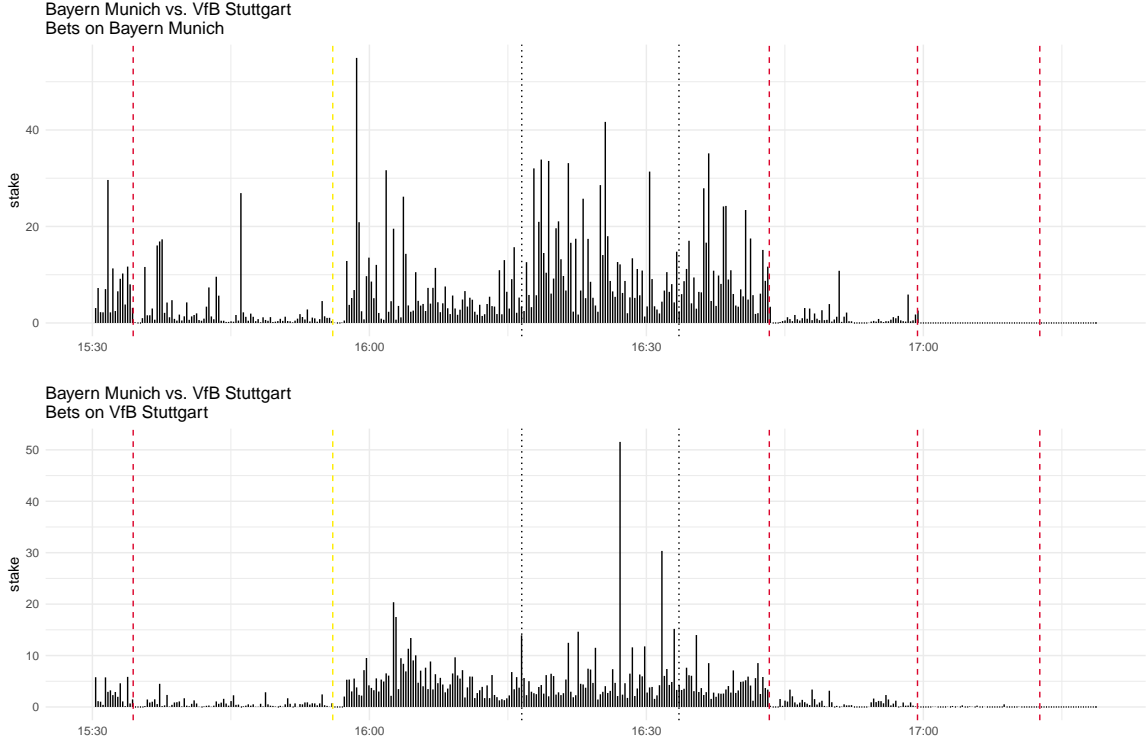 Bayern Munich vs. VfB Stuttgart
Bets on Bayern Munich
stake
40
20
0
15:30 16:00 16:30 17:00
Bayern Munich vs. VfB Stuttgart
Bets on VfB Stuttgart
stake
50
40
30
20
10
0
15:30 16:00 16:30 17:00